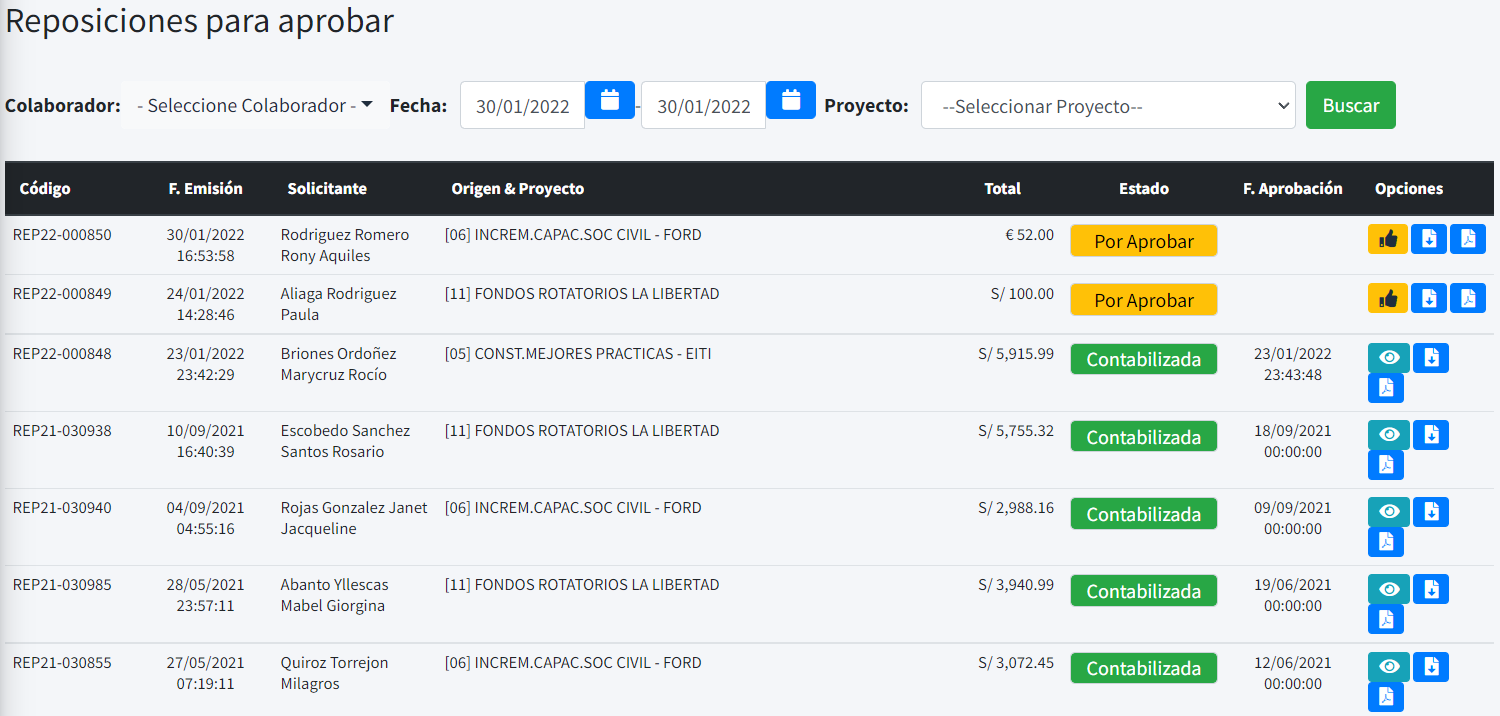 Reposiciones para aprobar
Colaborador: - Seleccione Colaborador - Fecha: 30/01/2022 - 30/01/2022 Proyecto: --Seleccionar Proyecto-- Buscar
Código F. Emisión Solicitante Origen & Proyecto Total Estado F. Aprobación Opciones
REP22-000850 30/01/2022 Rodriguez Romero [06] INCREM.CAPAC.SOC CIVIL - FORD € 52.00 Por Aprobar
16:53:58 Rony Aquiles
REP22-000849 24/01/2022 Aliaga Rodriguez [11] FONDOS ROTATORIOS LA LIBERTAD S/ 100.00 Por Aprobar
14:28:46 Paula
REP22-000848 23/01/2022 Briones Ordoñez [05] CONST.MEJORES PRACTICAS - EITI S/ 5,915.99 Contabilizada 23/01/2022
23:42:29 Marycruz Rocío 23:43:48
REP21-030938 10/09/2021 Escobedo Sanchez [11] FONDOS ROTATORIOS LA LIBERTAD S/ 5,755.32 Contabilizada 18/09/2021
16:40:39 Santos Rosario 00:00:00
REP21-030940 04/09/2021 Rojas Gonzalez Janet [06] INCREM.CAPAC.SOC CIVIL - FORD S/ 2,988.16 Contabilizada 09/09/2021
04:55:16 Jacqueline 00:00:00
REP21-030985 28/05/2021 Abanto Yllescas [11] FONDOS ROTATORIOS LA LIBERTAD S/ 3,940.99 Contabilizada 19/06/2021
23:57:11 Mabel Giorgina 00:00:00
REP21-030855 27/05/2021 Quiroz Torrejon [06] INCREM.CAPAC.SOC CIVIL - FORD S/ 3,072.45 Contabilizada 12/06/2021
07:19:11 Milagros 00:00:00